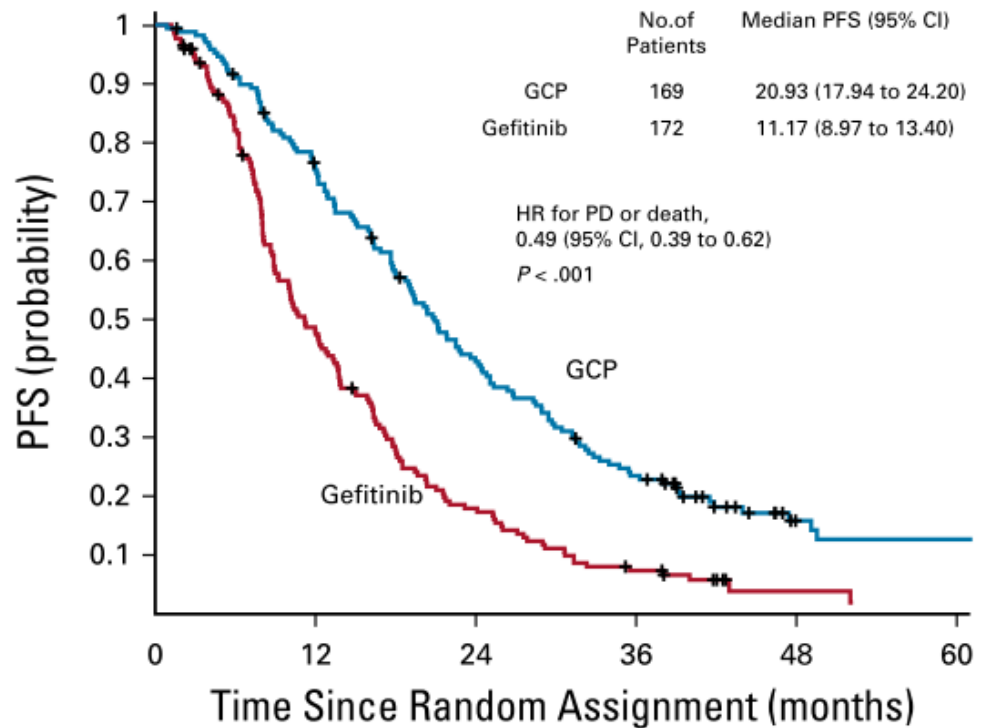 No.of Median PFS (95% CI)
Patients
GCP 169 20.93 (17.94 to 24.20)
Gefitinib 172 11.17 (8.97 to 13.40)
HR for PD or death,
0.49 (95% CI, 0.39 to 0.62)
P < .001
GCP
Gefitinib
PFS (probability)
1
0.9
0.8
0.7
0.6
0.5
0.4
0.3
0.2
0.1
0 12 24 36 48 60
Time Since Random Assignment (months)